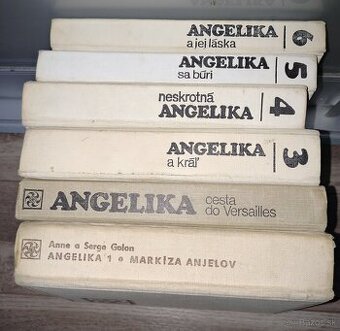 ANGELIKA
a jej láska
6
ANGELIKA
sa búri
5
neskrotná
ANGELIKA
4
ANGELIKA
a kráľ
3
ANGELIKA
cesta
do Versailles
Anne a Serge Golon
ANGELIKA 1 • MARKÍZA ANJELOV